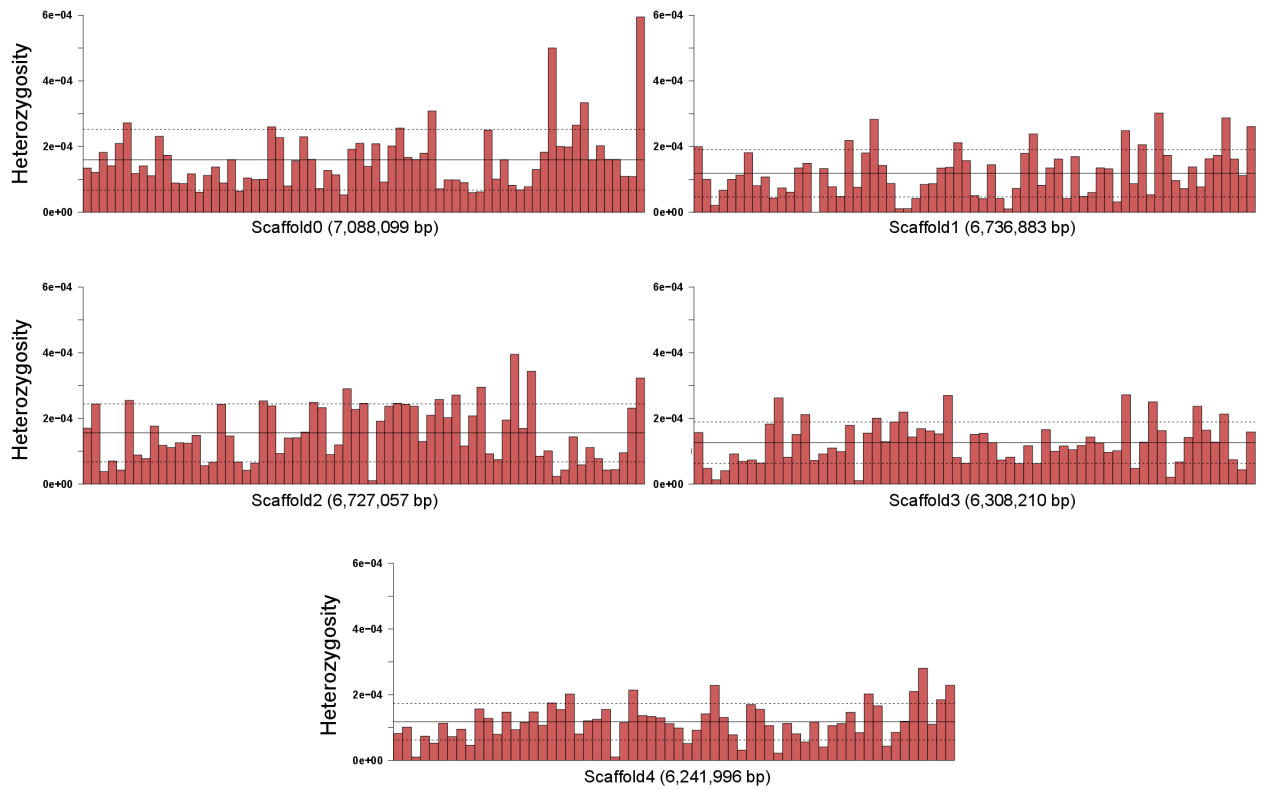 Heterozygosity
6e−04
4e−04
2e−04
0e+00
Scaffold0 (7,088,099 bp)
6e−04
4e−04
2e−04
0e+00
Scaffold1 (6,736,883 bp)
Heterozygosity
6e−04
4e−04
2e−04
0e+00
Scaffold2 (6,727,057 bp)
6e−04
4e−04
2e−04
0e+00
Scaffold3 (6,308,210 bp)
Heterozygosity
6e−04
4e−04
2e−04
0e+00
Scaffold4 (6,241,996 bp)